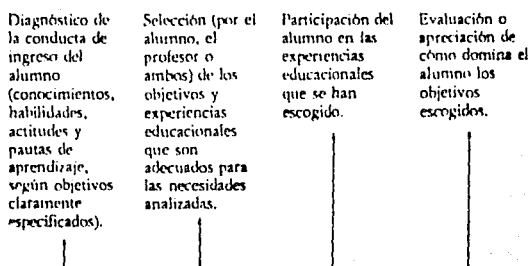 Diagnóstico de
la conducta de
ingreso del
alumno
(conocimientos,
habilidades,
actitudes y
pautas de
aprendizaje,
según objetivos
claramente
especificados).
Selección (por el
alumno, el
profesor o
ambos) de los
objetivos y
experiencias
educacionales
que son
adecuados para
las necesidades
analizadas.
Participación del
alumno en las
experiencias
educacionales
que se han
escogido.
Evaluación o
apreciación de
cómo domina el
alumno los
objetivos
escogidos.